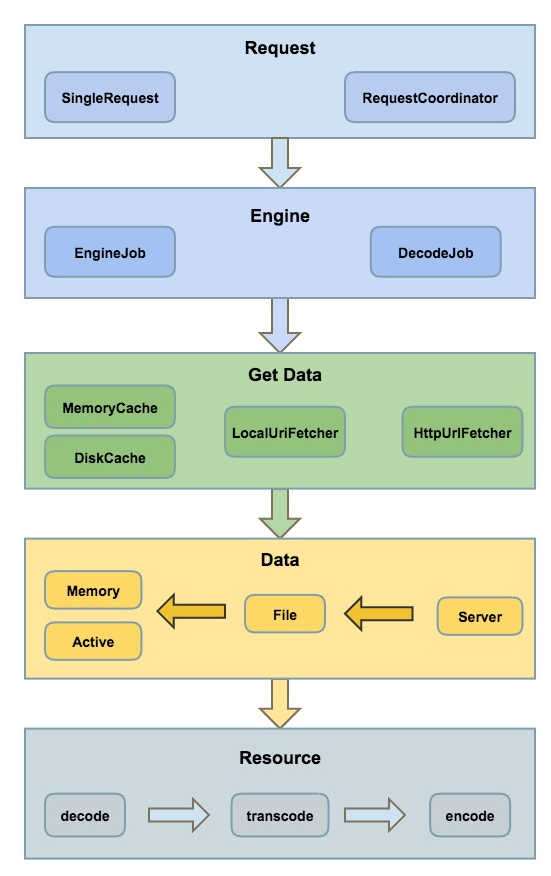 Request
SingleRequest
RequestCoordinator
Engine
EngineJob
DecodeJob
Get Data
MemoryCache
DiskCache
LocalUriFetcher
HttpUrlFetcher
Data
Memory
Active
File
Server
Resource
decode
transcode
encode